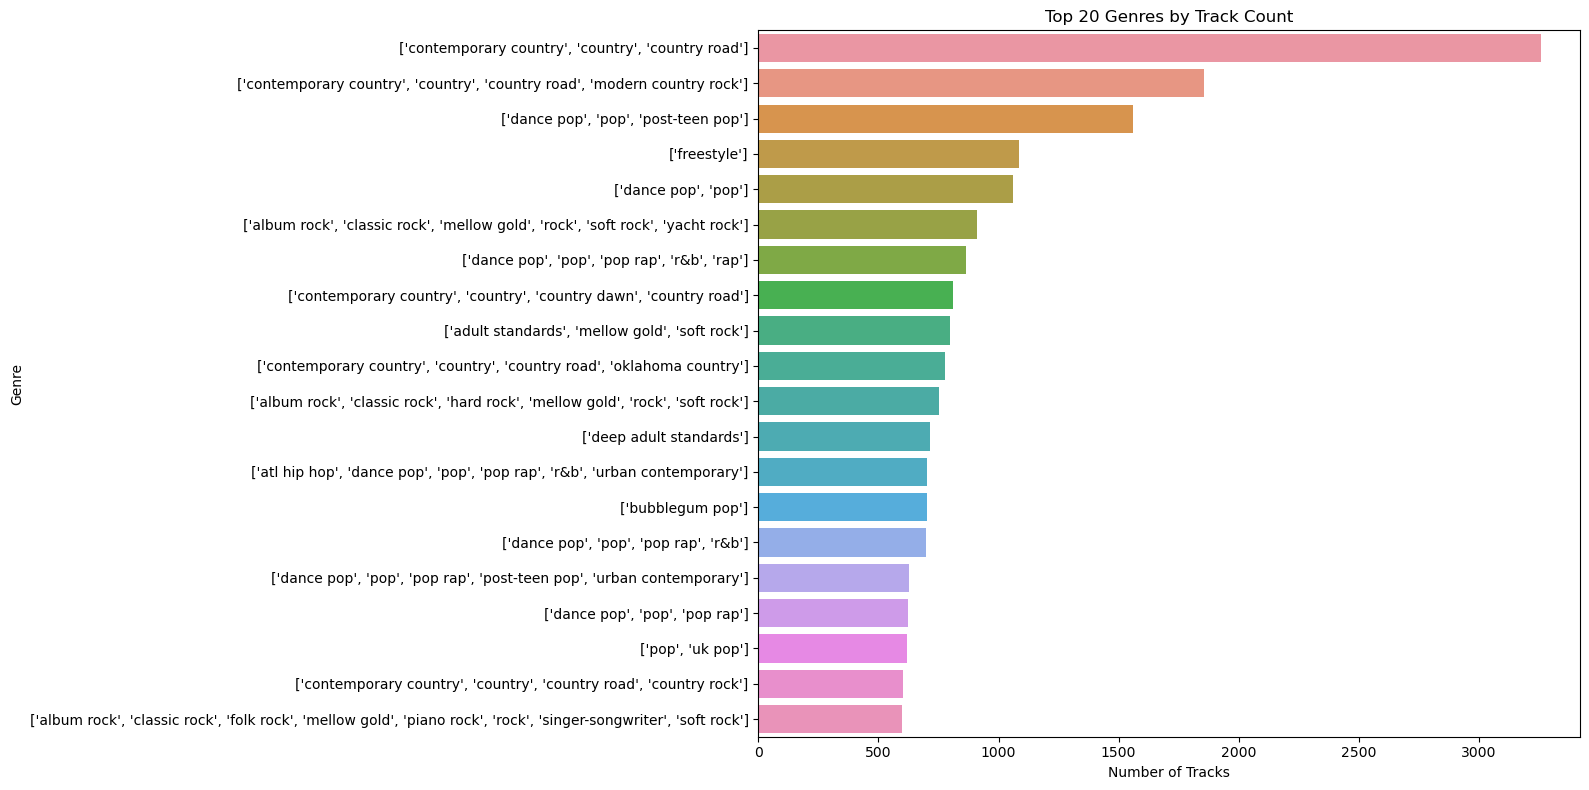 Top 20 Genres by Track Count
['contemporary country', 'country', 'country road']
['contemporary country', 'country', 'country road', 'modern country rock']
['dance pop', 'pop', 'post-teen pop']
['freestyle']
['dance pop', 'pop']
['album rock', 'classic rock', 'mellow gold', 'rock', 'soft rock', 'yacht rock']
['dance pop', 'pop', 'pop rap', 'r&b', 'rap']
['contemporary country', 'country', 'country dawn', 'country road']
['adult standards', 'mellow gold', 'soft rock']
['contemporary country', 'country', 'country road', 'oklahoma country']
['album rock', 'classic rock', 'hard rock', 'mellow gold', 'rock', 'soft rock']
['deep adult standards']
['atl hip hop', 'dance pop', 'pop', 'pop rap', 'r&b', 'urban contemporary']
['bubblegum pop']
['dance pop', 'pop', 'pop rap', 'r&b']
['dance pop', 'pop', 'pop rap', 'post-teen pop', 'urban contemporary']
['dance pop', 'pop', 'pop rap']
['pop', 'uk pop']
['contemporary country', 'country', 'country road', 'country rock']
['album rock', 'classic rock', 'folk rock', 'mellow gold', 'piano rock', 'rock', 'singer-songwriter', 'soft rock']
Genre
0 500 1000 1500 2000 2500 3000
Number of Tracks